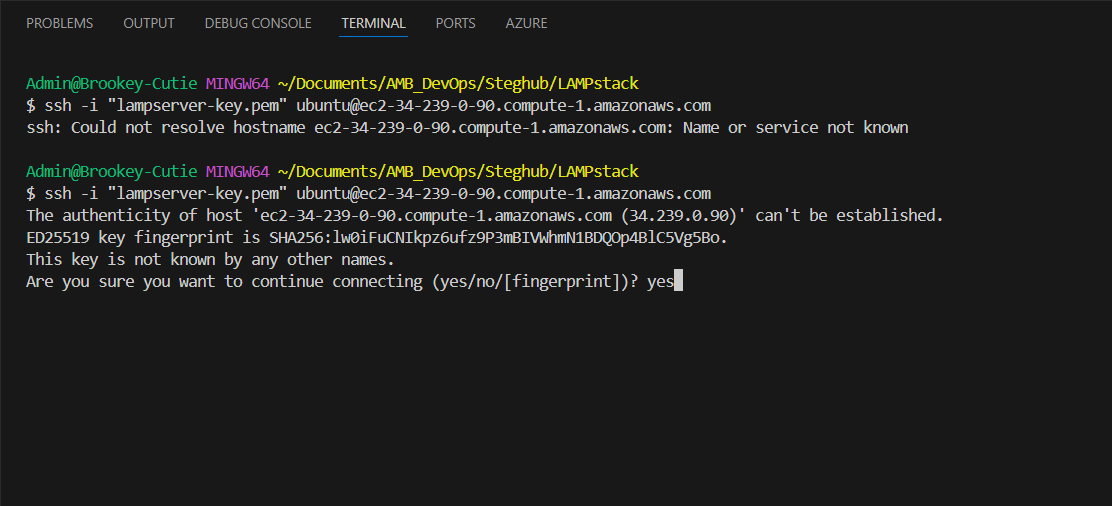 PROBLEMS OUTPUT DEBUG CONSOLE TERMINAL PORTS AZURE
Admin@Brookey-Cutie MINGW64 ~/Documents/AMB_DevOps/Steghub/LAMPstack
$ ssh -i "lampserver-key.pem" ubuntu@ec2-34-239-0-90.compute-1.amazonaws.com
ssh: Could not resolve hostname ec2-34-239-0-90.compute-1.amazonaws.com: Name or service not known
Admin@Brookey-Cutie MINGW64 ~/Documents/AMB_DevOps/Steghub/LAMPstack
$ ssh -i "lampserver-key.pem" ubuntu@ec2-34-239-0-90.compute-1.amazonaws.com
The authenticity of host 'ec2-34-239-0-90.compute-1.amazonaws.com (34.239.0.90)' can't be established.
ED25519 key fingerprint is SHA256:lw0iFuCNIkpz6ufz9P3mBIVWhmN1BDQOp4BlC5Vg5Bo.
This key is not known by any other names.
Are you sure you want to continue connecting (yes/no/[fingerprint])? yes